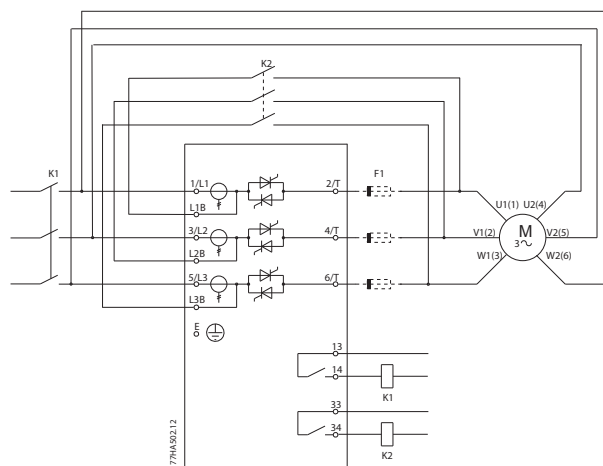 K2
K1
F1
1/L1
2/T
L1B
U1(1) U2(4)
3/L2
4/T
V1(2)
M
3~
V2(5)
L2B
W1(3)
W2(6)
5/L3
6/T
L3B
E
13
14
K1
33
34
K2
177HA502.12